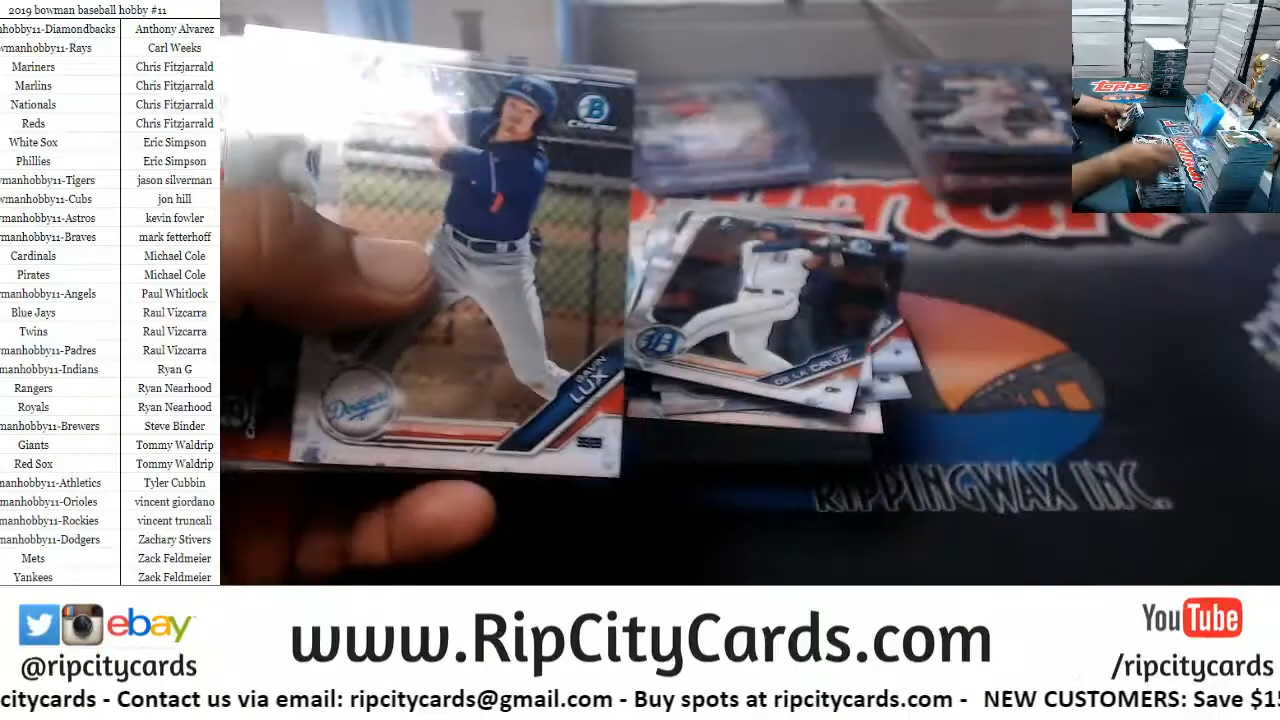 2019 bowman baseball hobby #11
nhobby11-Diamondbacks Anthony Alvarez
wmanhobby11-Rays Carl Weeks
Mariners Chris Fitzjarrald
Marlins Chris Fitzjarrald
Nationals Chris Fitzjarrald
Reds Chris Fitzjarrald
White Sox Eric Simpson
Phillies Eric Simpson
manhobby11-Tigers jason silverman
manhobby11-Cubs jon hill
manhobby11-Astros kevin fowler
manhobby11-Braves mark fetterhoff
Cardinals Michael Cole
Pirates Michael Cole
manhobby11-Angels Paul Whitlock
Blue Jays Raul Vizcarra
Twins Raul Vizcarra
manhobby11-Padres Raul Vizcarra
manhobby11-Indians Ryan G
Rangers Ryan Nearhood
Royals Ryan Nearhood
manhobby11-Brewers Steve Binder
Giants Tommy Waldrip
Red Sox Tommy Waldrip
manhobby11-Athletics Tyler Cubbin
manhobby11-Orioles vincent giordano
manhobby11-Rockies vincent truncali
manhobby11-Dodgers Zachary Stivers
Mets Zack Feldmeier
Yankees Zack Feldmeier
B
CHROME
GAVIN
LUX
Dodgers
D
DE LA CRUZ
Topps
RIPPINGWAX INC.
ebay
@ripcitycards
www.RipCityCards.com
YouTube
/ripcitycards
citycards - Contact us via email: ripcitycards@gmail.com - Buy spots at ripcitycards.com - NEW CUSTOMERS: Save $15